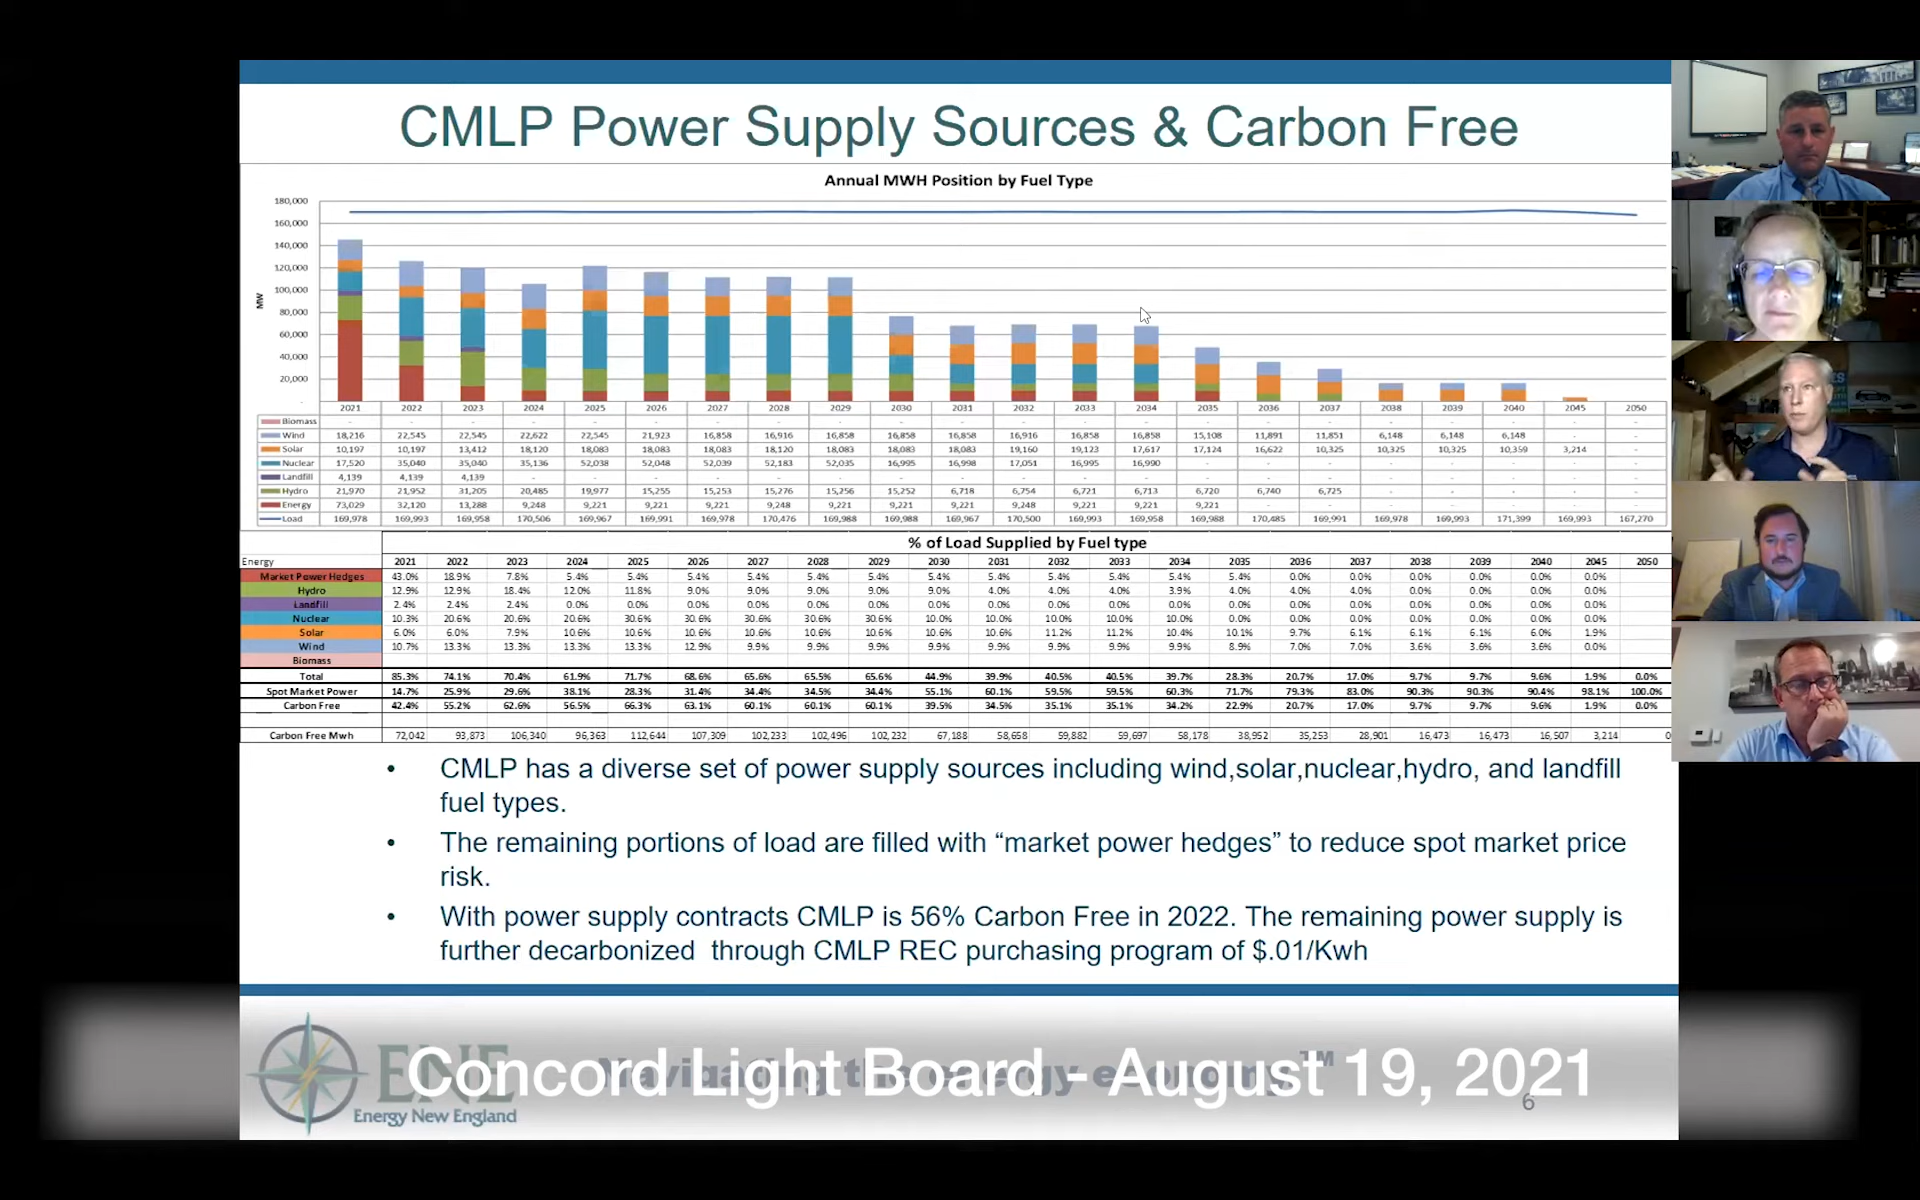 CMLP Power Supply Sources & Carbon Free
Annual MWH Position by Fuel Type
180,000
160,000
140,000
120,000
100,000
80,000
60,000
40,000
20,000
-
MW
2021 2022 2023 2024 2025 2026 2027 2028 2029 2030 2031 2032 2033 2034 2035 2036 2037 2038 2039 2040 2045 2050
Biomass - - - - - - - - - - - - - - - - - - - - - -
Wind 18,216 22,545 22,545 22,622 22,545 21,923 16,858 16,916 16,858 16,858 16,858 16,916 16,858 16,858 15,108 11,891 11,851 6,148 6,148 6,148 - -
Solar 10,197 10,197 13,412 18,120 18,083 18,083 18,083 18,120 18,083 18,083 18,083 19,160 19,123 17,617 17,124 16,622 10,325 10,325 10,325 10,359 3,214 -
Nuclear 17,520 35,040 35,040 35,136 52,038 52,048 52,039 52,183 52,035 16,995 16,998 17,051 16,995 16,990 - - - - - - - -
Landfill 4,139 4,139 4,139 - - - - - - - - - - - - - - - - - - -
Hydro 21,970 21,952 31,205 20,485 19,977 15,255 15,253 15,276 15,256 15,252 6,718 6,754 6,721 6,713 6,720 6,740 6,725 - - - - -
Energy 73,029 32,120 13,288 9,248 9,221 9,221 9,221 9,248 9,221 9,221 9,221 9,248 9,221 9,221 9,221 - - - - - - -
Load 169,978 169,993 169,958 170,506 169,967 169,991 169,978 170,476 169,988 169,988 169,967 170,500 169,993 169,958 169,988 170,485 169,991 169,978 169,993 171,399 169,993 167,270
% of Load Supplied by Fuel type
Energy 2021 2022 2023 2024 2025 2026 2027 2028 2029 2030 2031 2032 2033 2034 2035 2036 2037 2038 2039 2040 2045 2050
Market Power Hedges 43.0% 18.9% 7.8% 5.4% 5.4% 5.4% 5.4% 5.4% 5.4% 5.4% 5.4% 5.4% 5.4% 5.4% 5.4% 0.0% 0.0% 0.0% 0.0% 0.0% 0.0%
Hydro 12.9% 12.9% 18.4% 12.0% 11.8% 9.0% 9.0% 9.0% 9.0% 9.0% 4.0% 4.0% 4.0% 3.9% 4.0% 4.0% 4.0% 0.0% 0.0% 0.0% 0.0%
Landfill 2.4% 2.4% 2.4% 0.0% 0.0% 0.0% 0.0% 0.0% 0.0% 0.0% 0.0% 0.0% 0.0% 0.0% 0.0% 0.0% 0.0% 0.0% 0.0% 0.0% 0.0%
Nuclear 10.3% 20.6% 20.6% 20.6% 30.6% 30.6% 30.6% 30.6% 30.6% 10.0% 10.0% 10.0% 10.0% 10.0% 0.0% 0.0% 0.0% 0.0% 0.0% 0.0% 0.0%
Solar 6.0% 6.0% 7.9% 10.6% 10.6% 10.6% 10.6% 10.6% 10.6% 10.6% 10.6% 11.2% 11.2% 10.4% 10.1% 9.7% 6.1% 6.1% 6.1% 6.0% 1.9%
Wind 10.7% 13.3% 13.3% 13.3% 13.3% 12.9% 9.9% 9.9% 9.9% 9.9% 9.9% 9.9% 9.9% 9.9% 8.9% 7.0% 7.0% 3.6% 3.6% 3.6% 0.0%
Biomass
Total 85.3% 74.1% 70.4% 61.9% 71.7% 68.6% 65.6% 65.5% 65.6% 44.9% 39.9% 40.5% 40.5% 39.7% 28.3% 20.7% 17.0% 9.7% 9.7% 9.6% 1.9% 0.0%
Spot Market Power 14.7% 25.9% 29.6% 38.1% 28.3% 31.4% 34.4% 34.5% 34.4% 55.1% 60.1% 59.5% 59.5% 60.3% 71.7% 79.3% 83.0% 90.3% 90.3% 90.4% 98.1% 100.0%
Carbon Free 42.4% 55.2% 62.6% 56.5% 66.3% 63.1% 60.1% 60.1% 60.1% 39.5% 34.5% 35.1% 35.1% 34.2% 22.9% 20.7% 17.0% 9.7% 9.7% 9.6% 1.9% 0.0%
Carbon Free Mwh 72,042 93,873 106,340 96,363 112,644 107,309 102,233 102,496 102,232 67,188 58,658 59,882 59,697 58,178 38,952 35,253 28,901 16,473 16,473 16,507 3,214 0
• CMLP has a diverse set of power supply sources including wind,solar,nuclear,hydro, and landfill
fuel types.
• The remaining portions of load are filled with “market power hedges” to reduce spot market price
risk.
• With power supply contracts CMLP is 56% Carbon Free in 2022. The remaining power supply is
further decarbonized through CMLP REC purchasing program of $.01/Kwh
ENE
Energy New England
Navigating the energy economy™
Concord Light Board - August 19, 2021
6